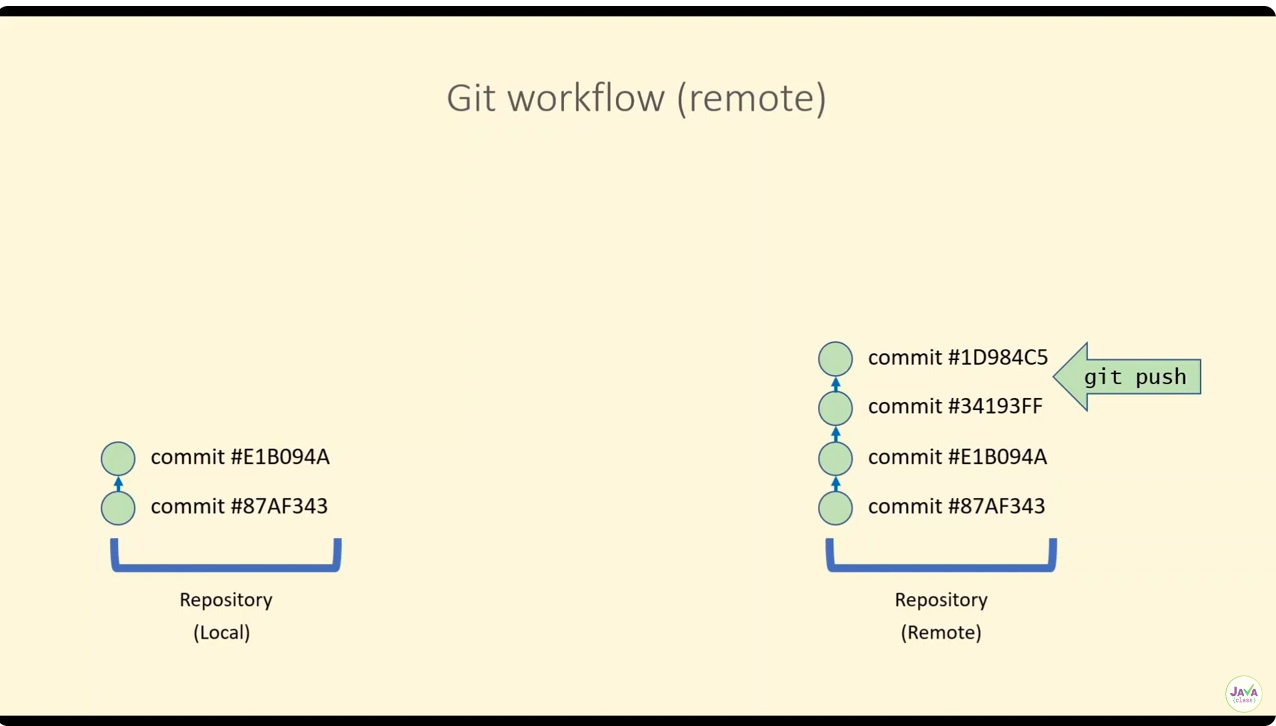 Git workflow (remote)
commit #1D984C5
git push
commit #34193FF
commit #E1B094A
commit #E1B094A
commit #87AF343
commit #87AF343
Repository
(Local)
Repository
(Remote)
JAVA
{class}